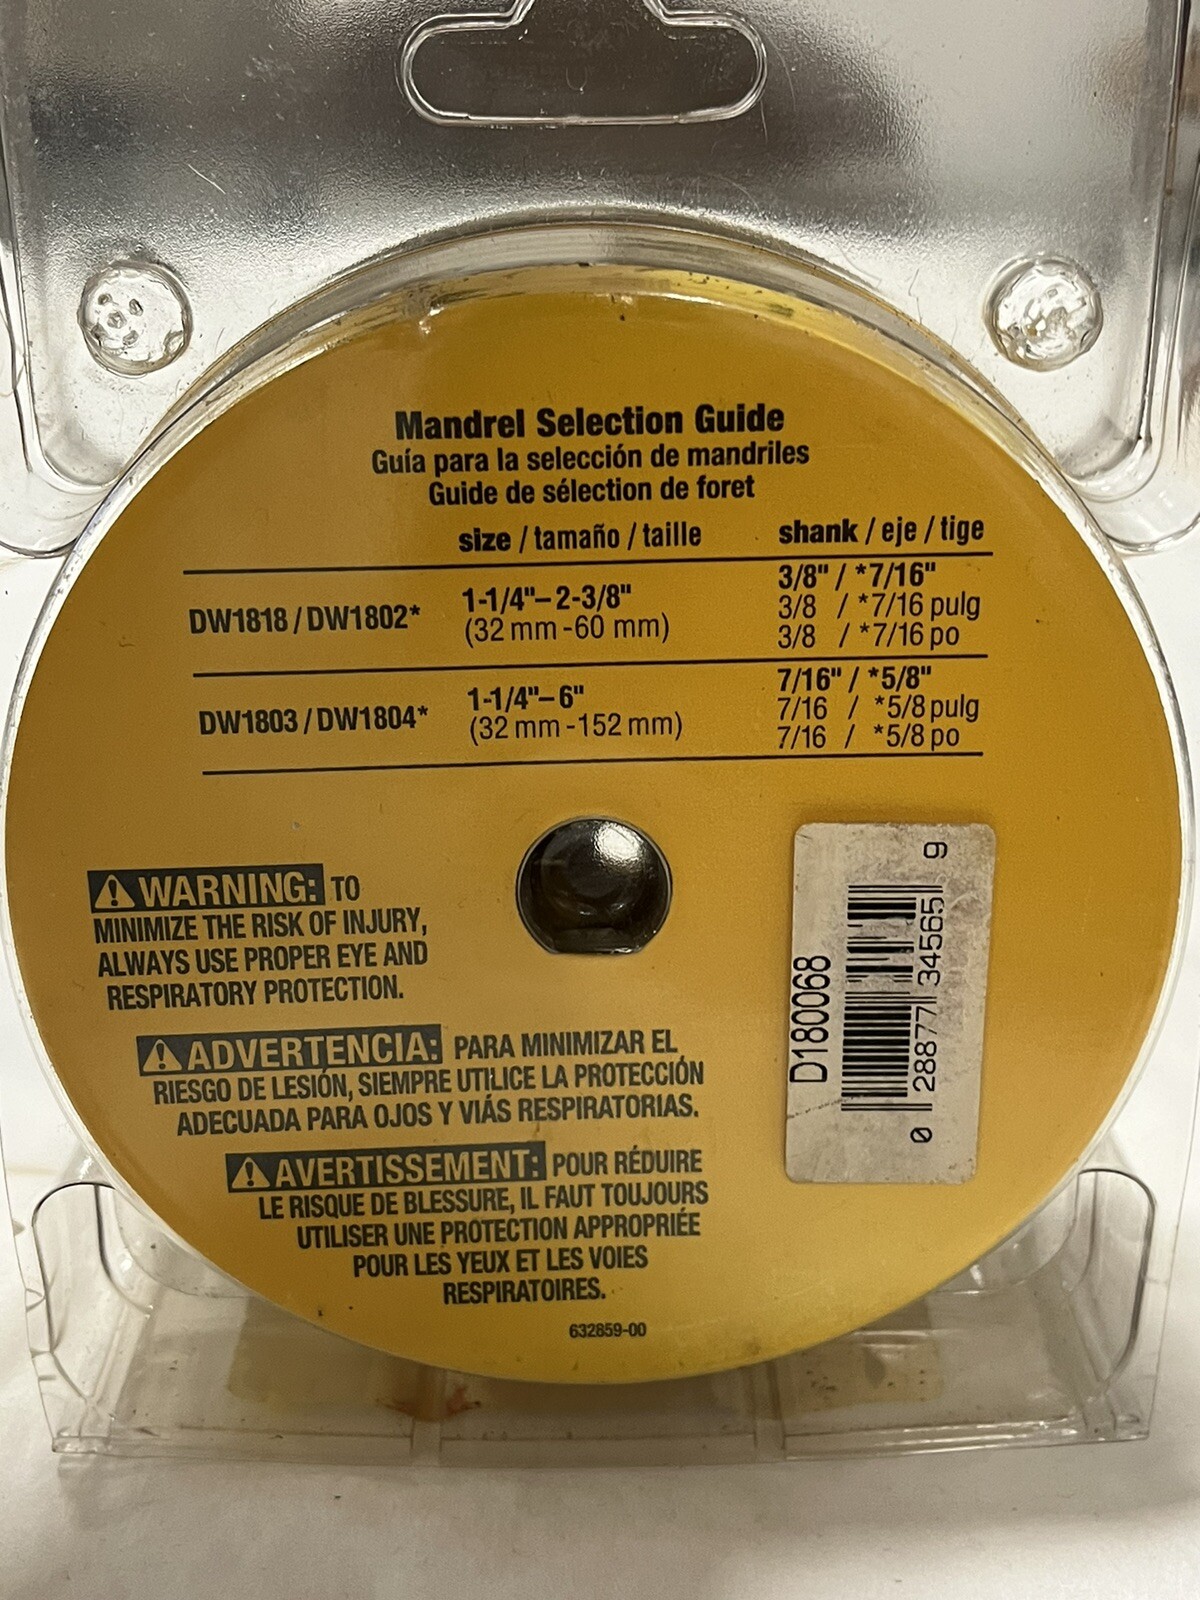 Mandrel Selection Guide
Guía para la selección de mandriles
Guide de sélection de foret
size / tamaño / taille shank / eje / tige
DW1818 / DW1802* 1-1/4"– 2-3/8" 3/8" / *7/16"
(32 mm - 60 mm) 3/8 / *7/16 pulg
3/8 / *7/16 po
DW1803 / DW1804* 1-1/4"– 6" 7/16" / *5/8"
(32 mm - 152 mm) 7/16 / *5/8 pulg
7/16 / *5/8 po
WARNING: TO
MINIMIZE THE RISK OF INJURY,
ALWAYS USE PROPER EYE AND
RESPIRATORY PROTECTION.
ADVERTENCIA: PARA MINIMIZAR EL
RIESGO DE LESIÓN, SIEMPRE UTILICE LA PROTECCIÓN
ADECUADA PARA OJOS Y VIÁS RESPIRATORIAS.
AVERTISSEMENT: POUR RÉDUIRE
LE RISQUE DE BLESSURE, IL FAUT TOUJOURS
UTILISER UNE PROTECTION APPROPRIÉE
POUR LES YEUX ET LES VOIES
RESPIRATOIRES.
632859-00
D180068
0 28877 34565 9